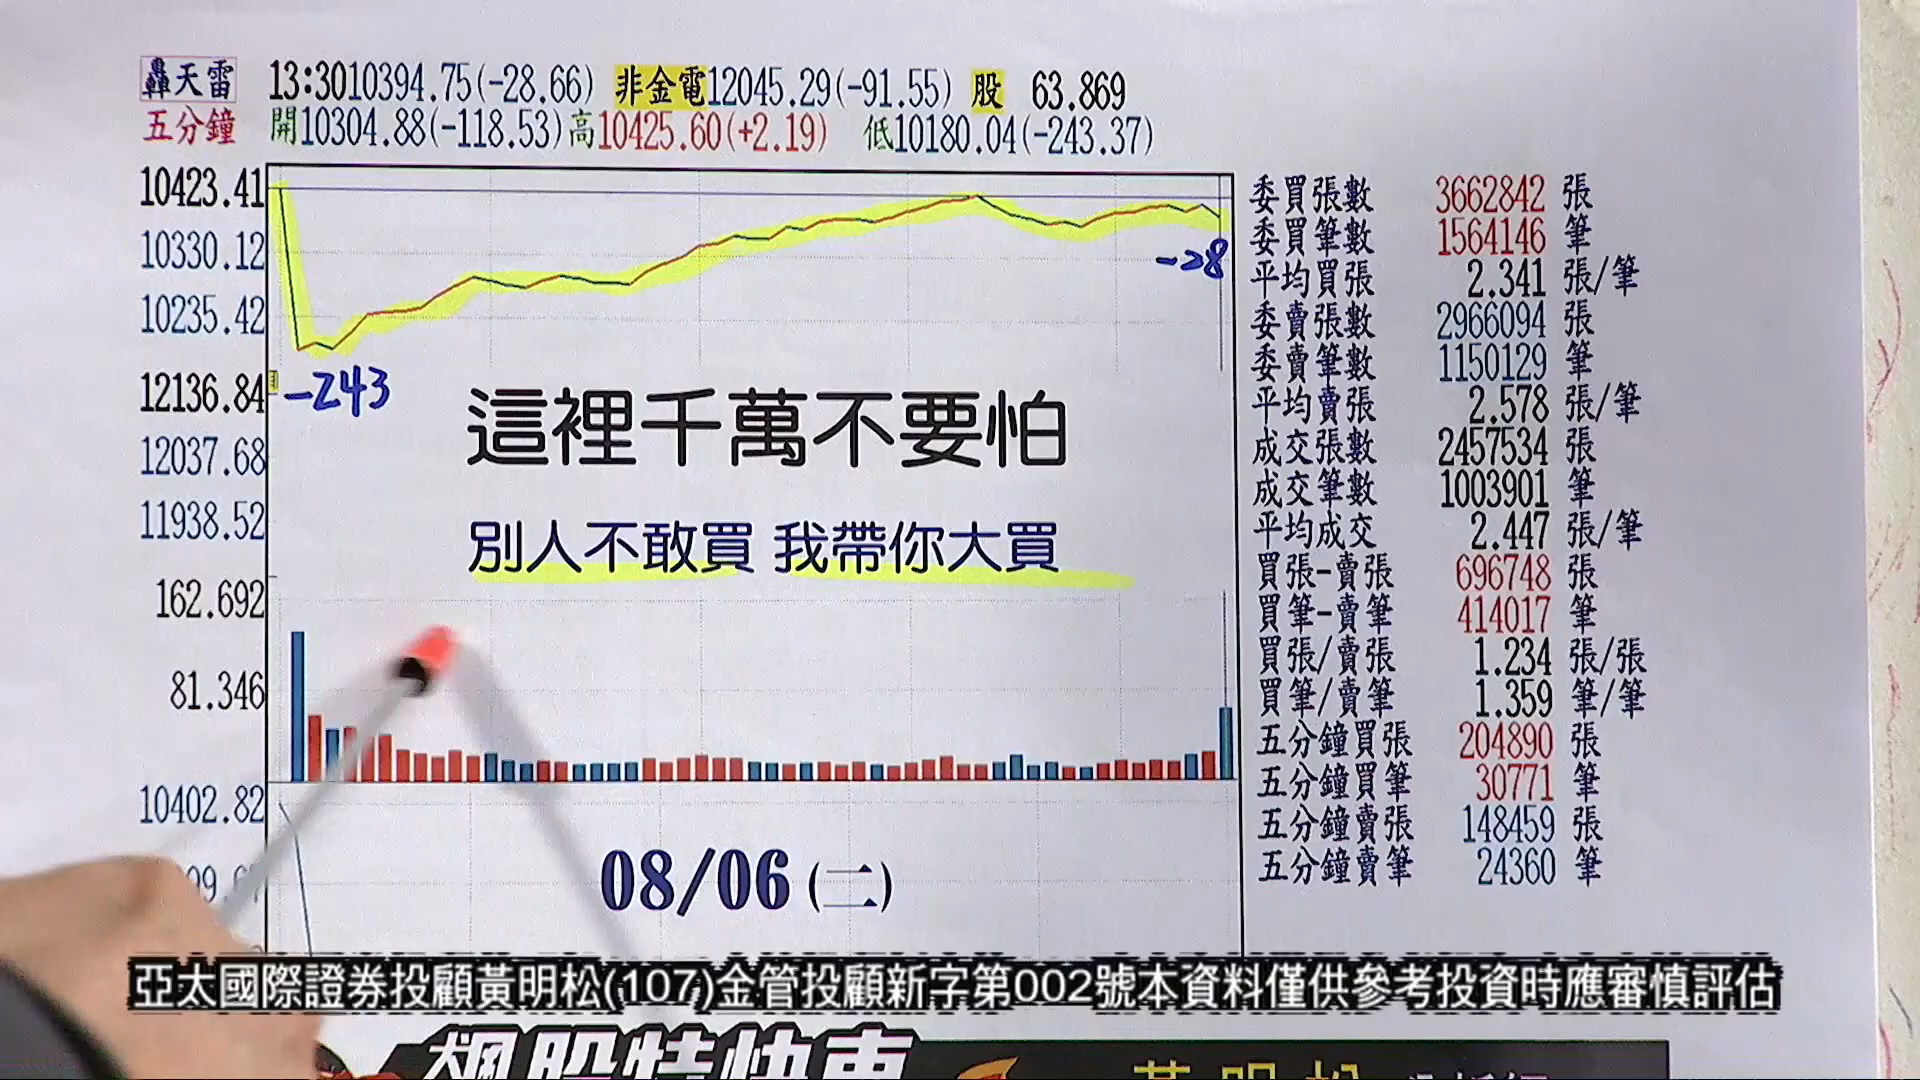 轟天雷 13:30 10394.75(-28.66) 非金電12045.29(-91.55) 股 63.869
五分鐘 開10304.88(-118.53)高10425.60(+2.19) 低10180.04(-243.37)
10423.41
10330.12
10235.42
12136.84
12037.68
11938.52
162.692
81.346
10402.82
-28
-243
這裡千萬不要怕
別人不敢買 我帶你大買
08/06(二)
委買張數 3662842 張
委買筆數 1564146 筆
平均買張 2.341 張/筆
委賣張數 2966094 張
委賣筆數 1150129 筆
平均賣張 2.578 張/筆
成交張數 2457534 張
成交筆數 1003901 筆
平均成交 2.447 張/筆
買張-賣張 696748 張
買筆-賣筆 414017 筆
買張/賣張 1.234 張/張
買筆/賣筆 1.359 筆/筆
五分鐘買張 204890 張
五分鐘買筆 30771 筆
五分鐘賣張 148459 張
五分鐘賣筆 24360 筆
亞太國際證券投顧黃明松(107)金管投顧新字第002號本資料僅供參考投資時應審慎評估
飆股特快車
黃明松